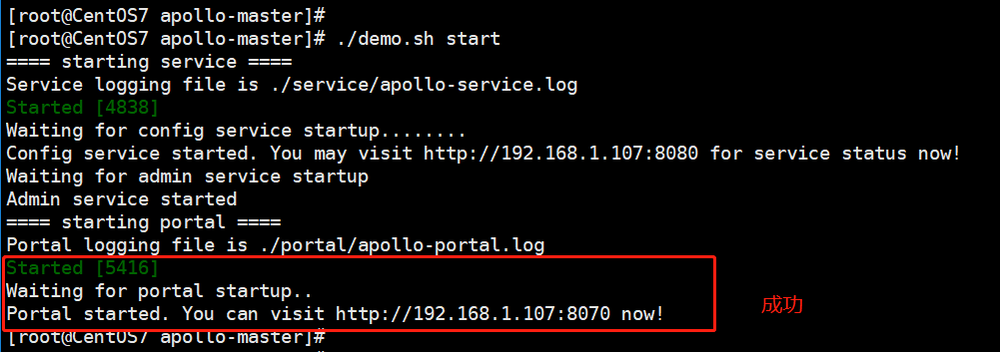 [root@CentOS7 apollo-master]#
[root@CentOS7 apollo-master]# ./demo.sh start
==== starting service ====
Service logging file is ./service/apollo-service.log
Started [4838]
Waiting for config service startup........
Config service started. You may visit http://192.168.1.107:8080 for service status now!
Waiting for admin service startup
Admin service started
==== starting portal ====
Portal logging file is ./portal/apollo-portal.log
Started [5416]
Waiting for portal startup..
Portal started. You can visit http://192.168.1.107:8070 now!
成功
[root@CentOS7 apollo-master]#